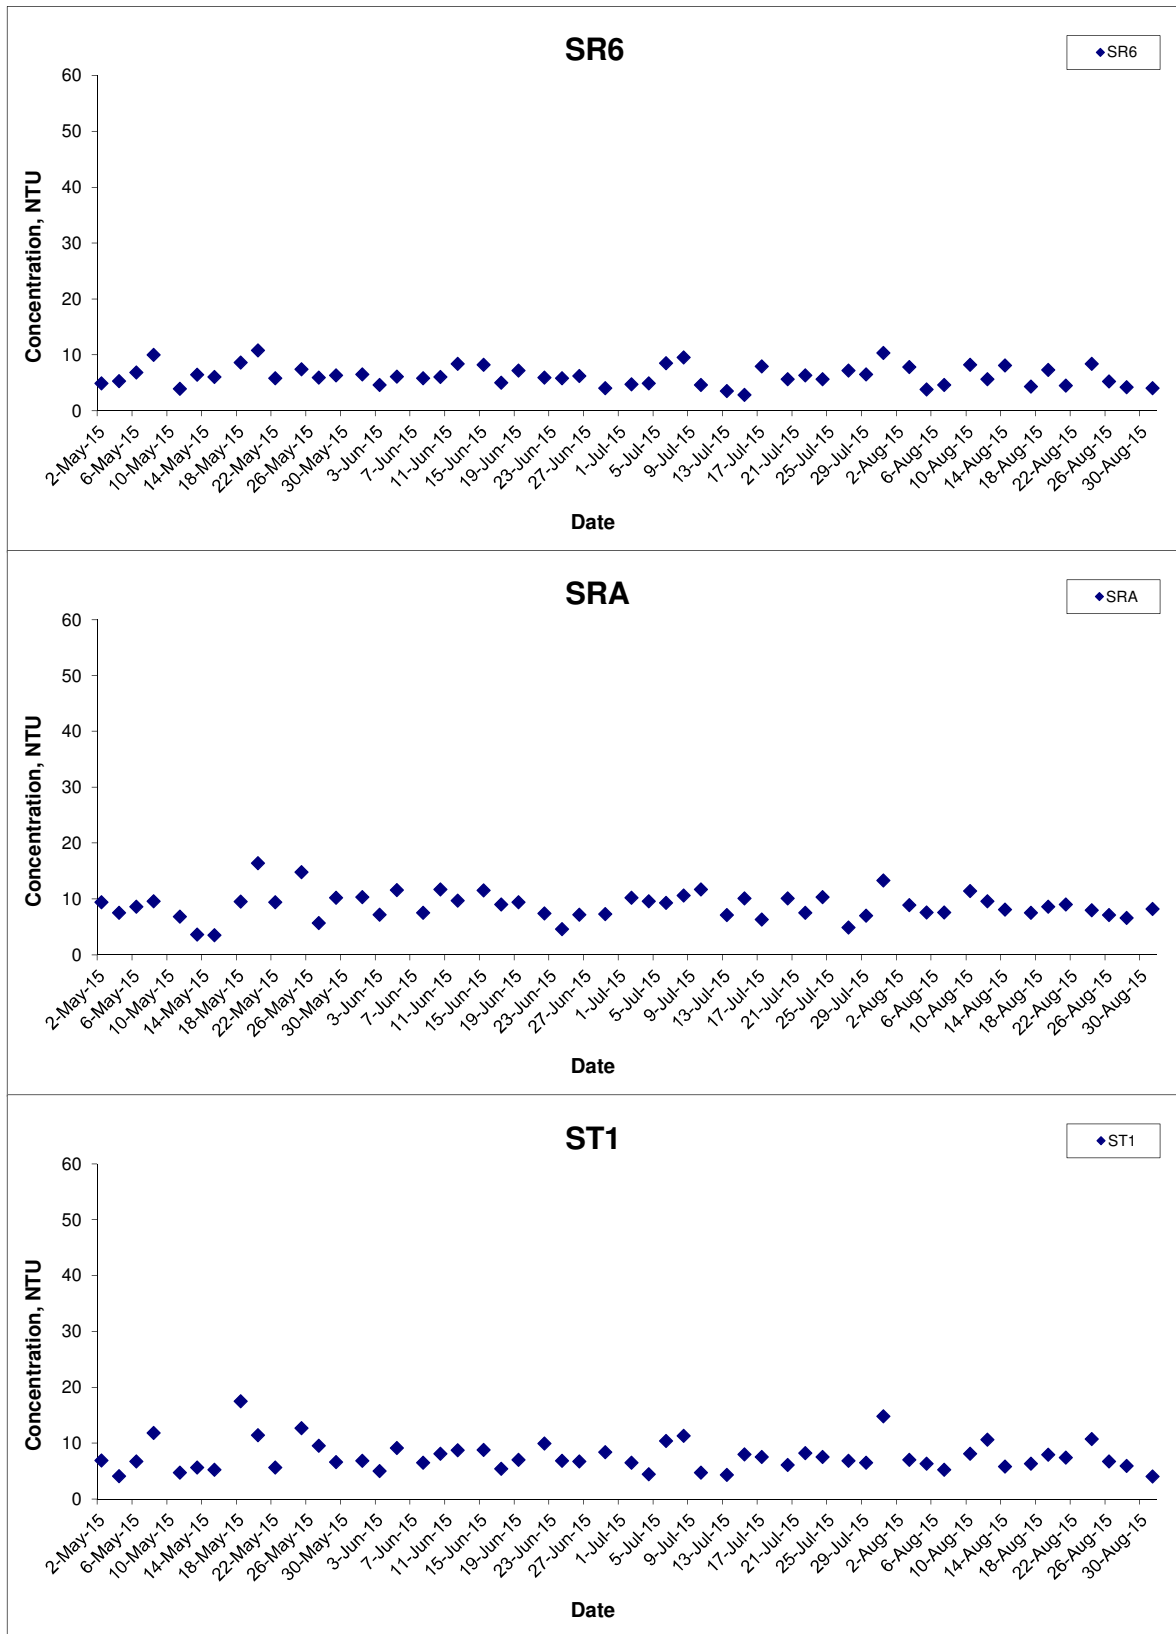 SR6
SR6
60
50
40
30
20
10
0
Concentration, NTU
2-May-15 6-May-15 10-May-15 14-May-15 18-May-15 22-May-15 26-May-15 30-May-15 3-Jun-15 7-Jun-15 11-Jun-15 15-Jun-15 19-Jun-15 23-Jun-15 27-Jun-15 1-Jul-15 5-Jul-15 9-Jul-15 13-Jul-15 17-Jul-15 21-Jul-15 25-Jul-15 29-Jul-15 2-Aug-15 6-Aug-15 10-Aug-15 14-Aug-15 18-Aug-15 22-Aug-15 26-Aug-15 30-Aug-15
Date
SRA
SRA
60
50
40
30
20
10
0
Concentration, NTU
2-May-15 6-May-15 10-May-15 14-May-15 18-May-15 22-May-15 26-May-15 30-May-15 3-Jun-15 7-Jun-15 11-Jun-15 15-Jun-15 19-Jun-15 23-Jun-15 27-Jun-15 1-Jul-15 5-Jul-15 9-Jul-15 13-Jul-15 17-Jul-15 21-Jul-15 25-Jul-15 29-Jul-15 2-Aug-15 6-Aug-15 10-Aug-15 14-Aug-15 18-Aug-15 22-Aug-15 26-Aug-15 30-Aug-15
Date
ST1
ST1
60
50
40
30
20
10
0
Concentration, NTU
2-May-15 6-May-15 10-May-15 14-May-15 18-May-15 22-May-15 26-May-15 30-May-15 3-Jun-15 7-Jun-15 11-Jun-15 15-Jun-15 19-Jun-15 23-Jun-15 27-Jun-15 1-Jul-15 5-Jul-15 9-Jul-15 13-Jul-15 17-Jul-15 21-Jul-15 25-Jul-15 29-Jul-15 2-Aug-15 6-Aug-15 10-Aug-15 14-Aug-15 18-Aug-15 22-Aug-15 26-Aug-15 30-Aug-15
Date